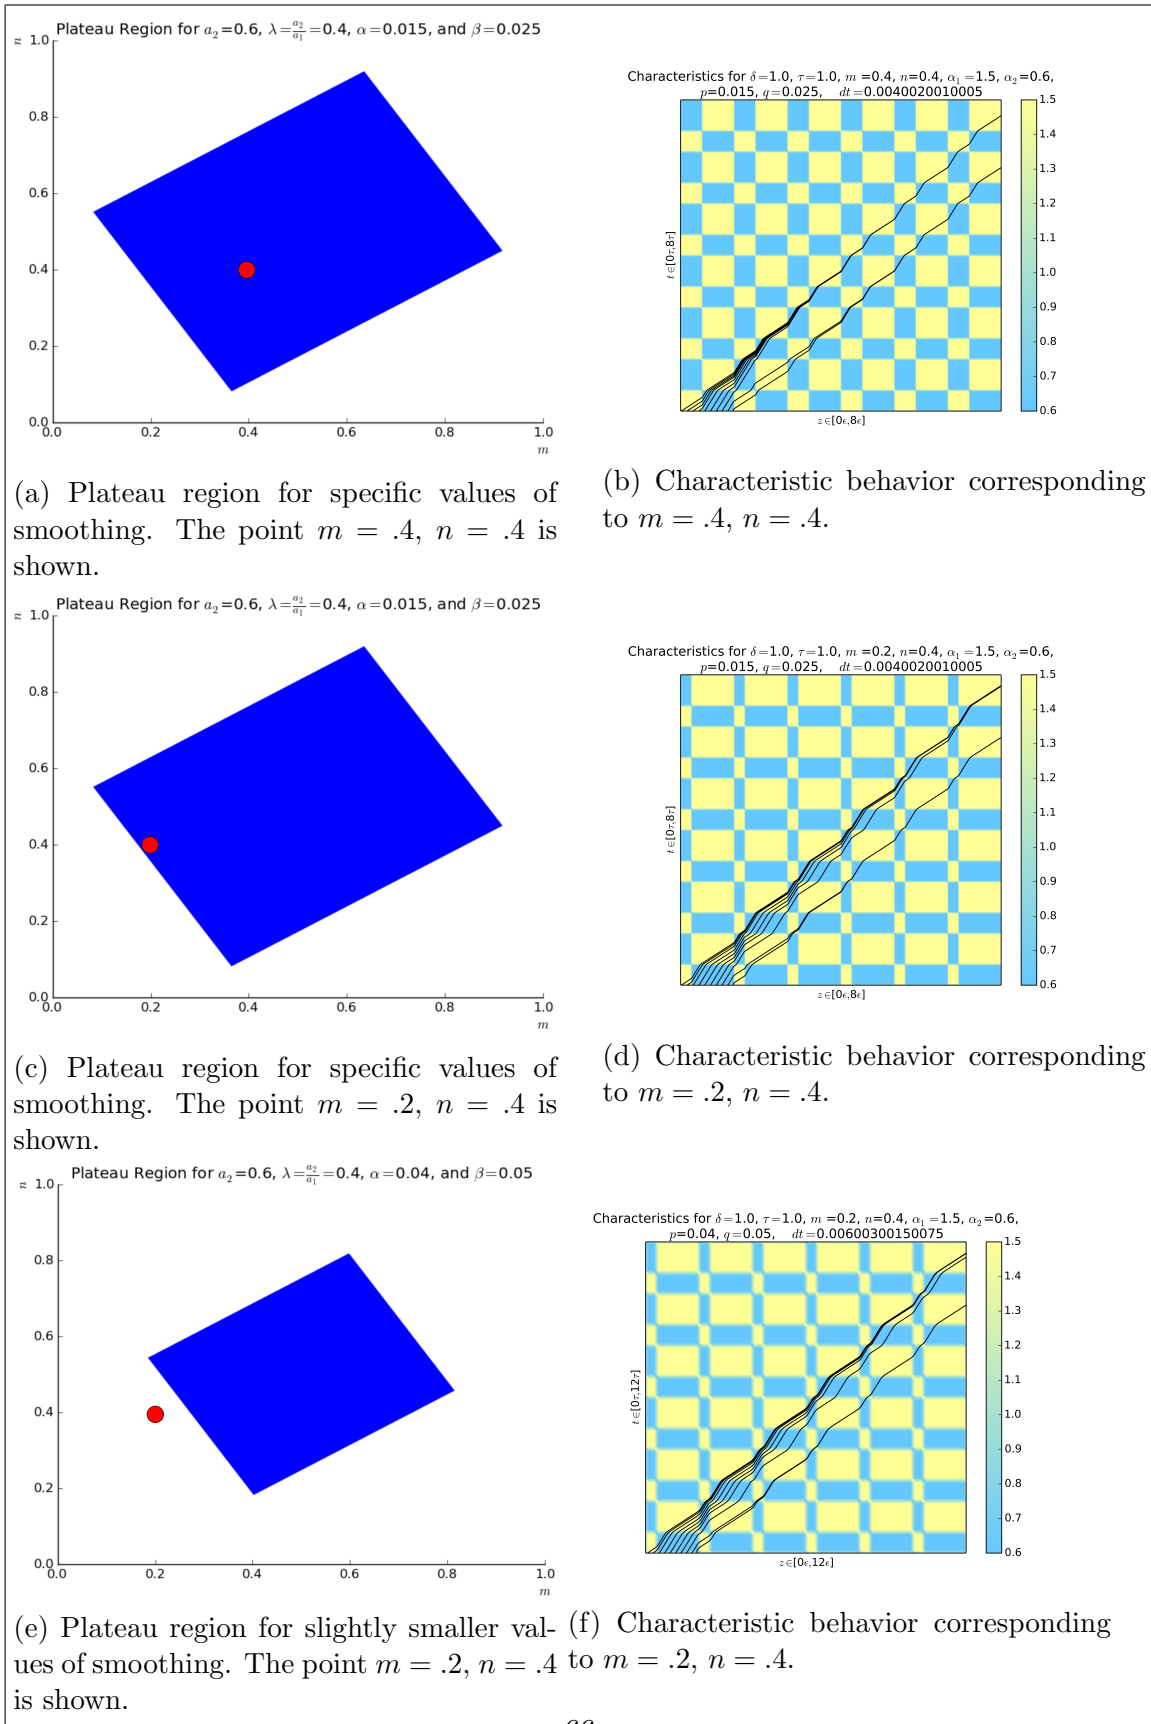 Plateau Region for a₂=0.6, λ=a₂/a₁=0.4, α=0.015, and β=0.025
n
1.0
0.8
0.6
0.4
0.2
0.0
0.0 0.2 0.4 0.6 0.8 1.0
m
Characteristics for δ=1.0, τ=1.0, m =0.4, n=0.4, α₁ =1.5, α₂=0.6,
p=0.015, q=0.025, dt=0.0040020010005
t∈[0τ,8τ]
z∈[0ϵ,8ϵ]
1.5
1.4
1.3
1.2
1.1
1.0
0.9
0.8
0.7
0.6
(a) Plateau region for specific values of
smoothing. The point m = .4, n = .4 is
shown.
(b) Characteristic behavior corresponding
to m = .4, n = .4.
Plateau Region for a₂=0.6, λ=a₂/a₁=0.4, α=0.015, and β=0.025
n
1.0
0.8
0.6
0.4
0.2
0.0
0.0 0.2 0.4 0.6 0.8 1.0
m
Characteristics for δ=1.0, τ=1.0, m =0.2, n=0.4, α₁ =1.5, α₂=0.6,
p=0.015, q=0.025, dt=0.0040020010005
t∈[0τ,8τ]
z∈[0ϵ,8ϵ]
1.5
1.4
1.3
1.2
1.1
1.0
0.9
0.8
0.7
0.6
(c) Plateau region for specific values of
smoothing. The point m = .2, n = .4 is
shown.
(d) Characteristic behavior corresponding
to m = .2, n = .4.
Plateau Region for a₂=0.6, λ=a₂/a₁=0.4, α=0.04, and β=0.05
n
1.0
0.8
0.6
0.4
0.2
0.0
0.0 0.2 0.4 0.6 0.8 1.0
m
Characteristics for δ=1.0, τ=1.0, m =0.2, n=0.4, α₁ =1.5, α₂=0.6,
p=0.04, q=0.05, dt=0.00600300150075
t∈[0τ,12τ]
z∈[0ϵ,12ϵ]
1.5
1.4
1.3
1.2
1.1
1.0
0.9
0.8
0.7
0.6
(e) Plateau region for slightly smaller val-
ues of smoothing. The point m = .2, n = .4
is shown.
(f) Characteristic behavior corresponding
to m = .2, n = .4.